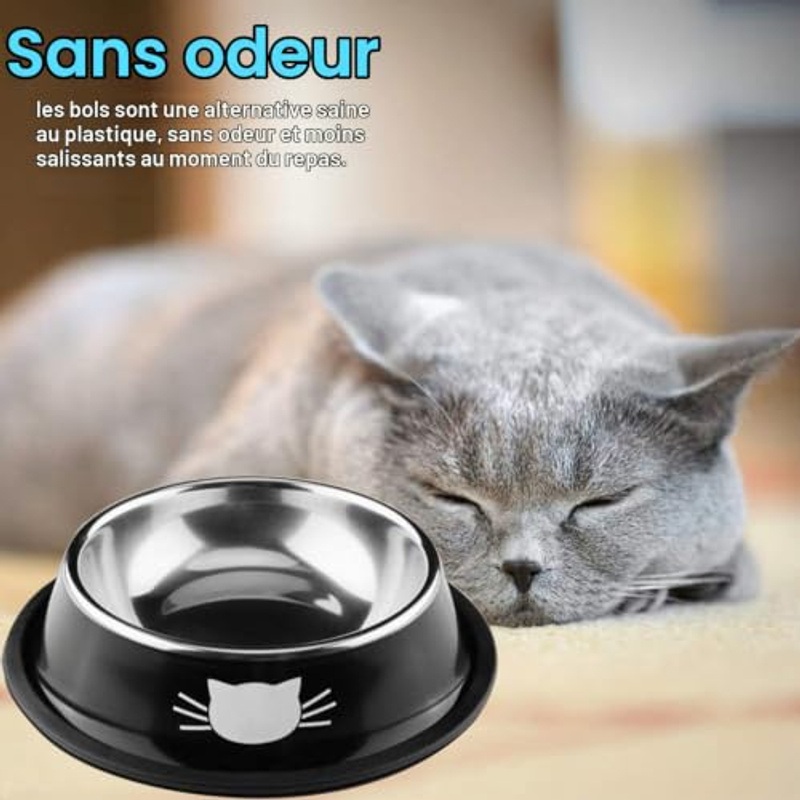 Sans odeur
les bols sont une alternative saine
au plastique, sans odeur et moins
salissants au moment du repas.